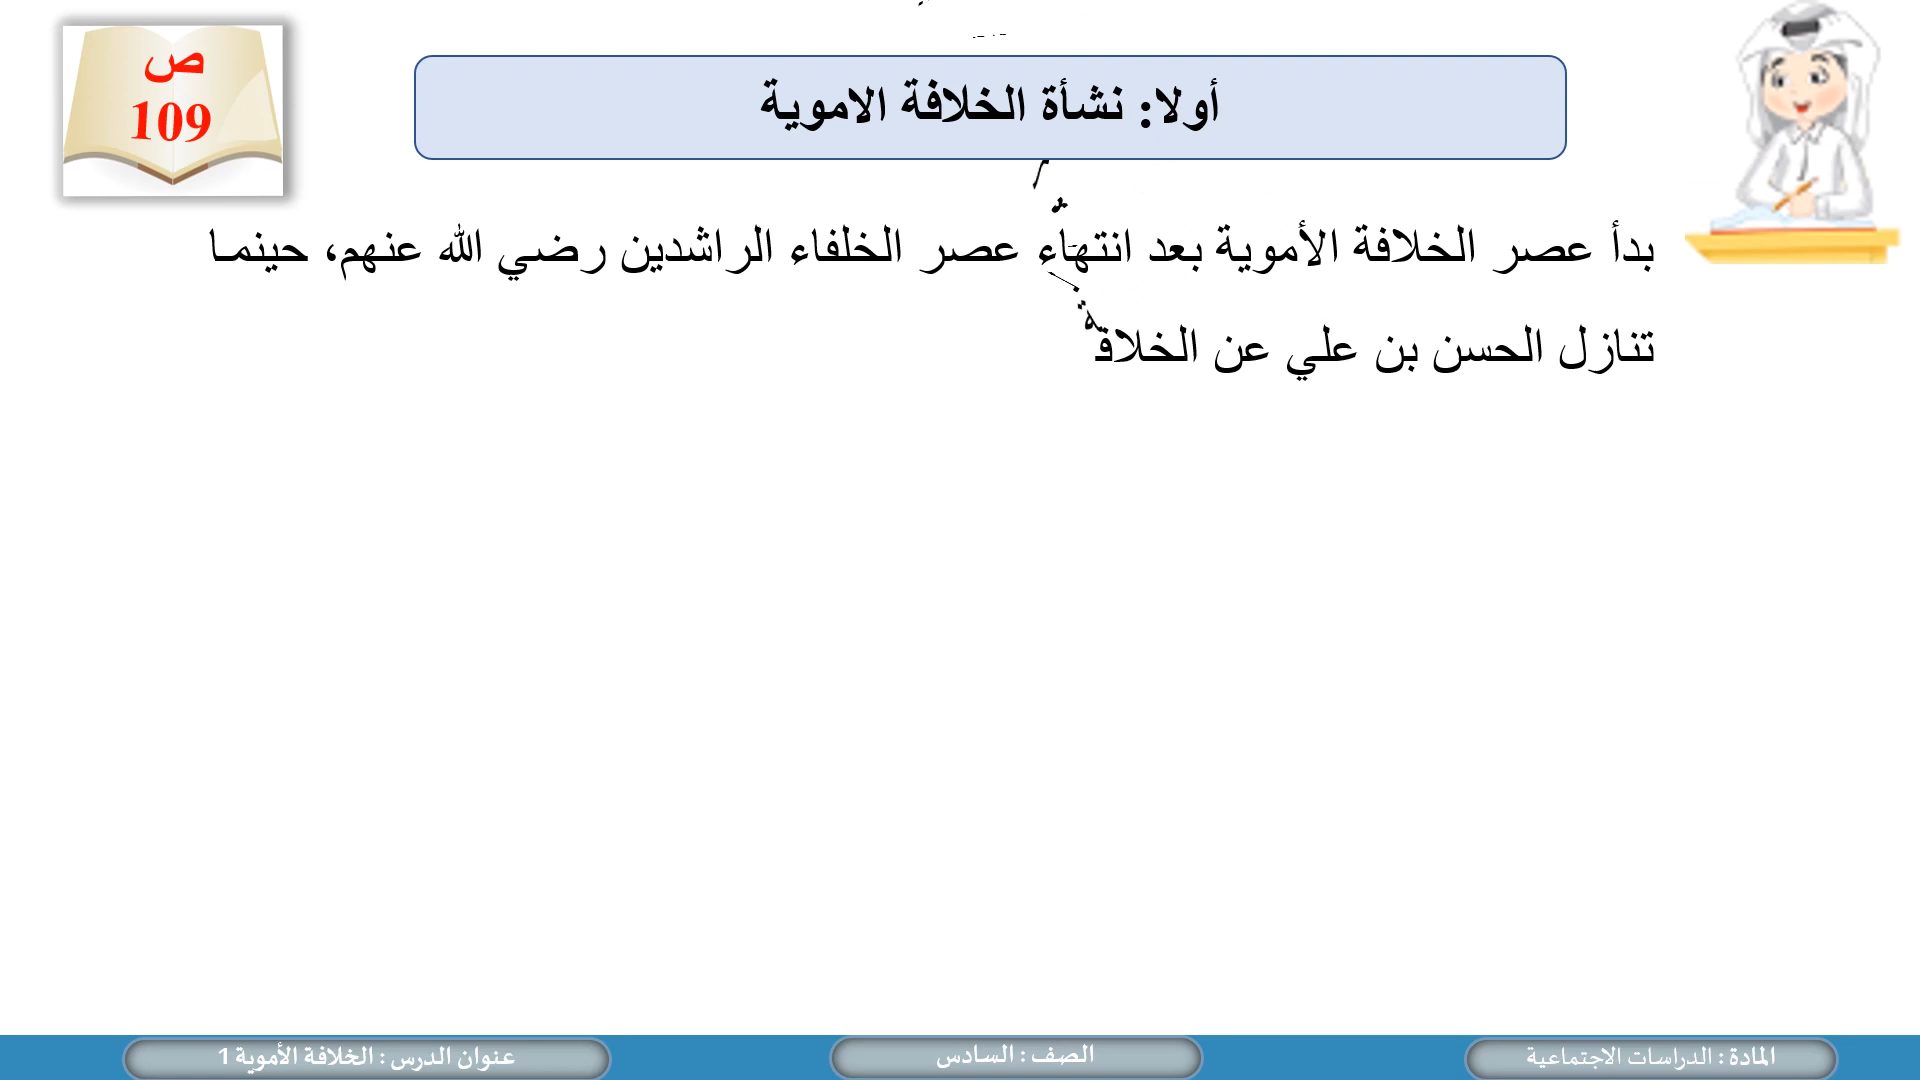 ص
109
أولا: نشأة الخلافة الاموية
بدأ عصر الخلافة الأموية بعد انتهاء عصر الخلفاء الراشدين رضي الله عنهم، حينما
تنازل الحسن بن علي عن الخلافة
المادة : الدراسات الاجتماعية
الصف : السادس
عنوان الدرس : الخلافة الأموية 1